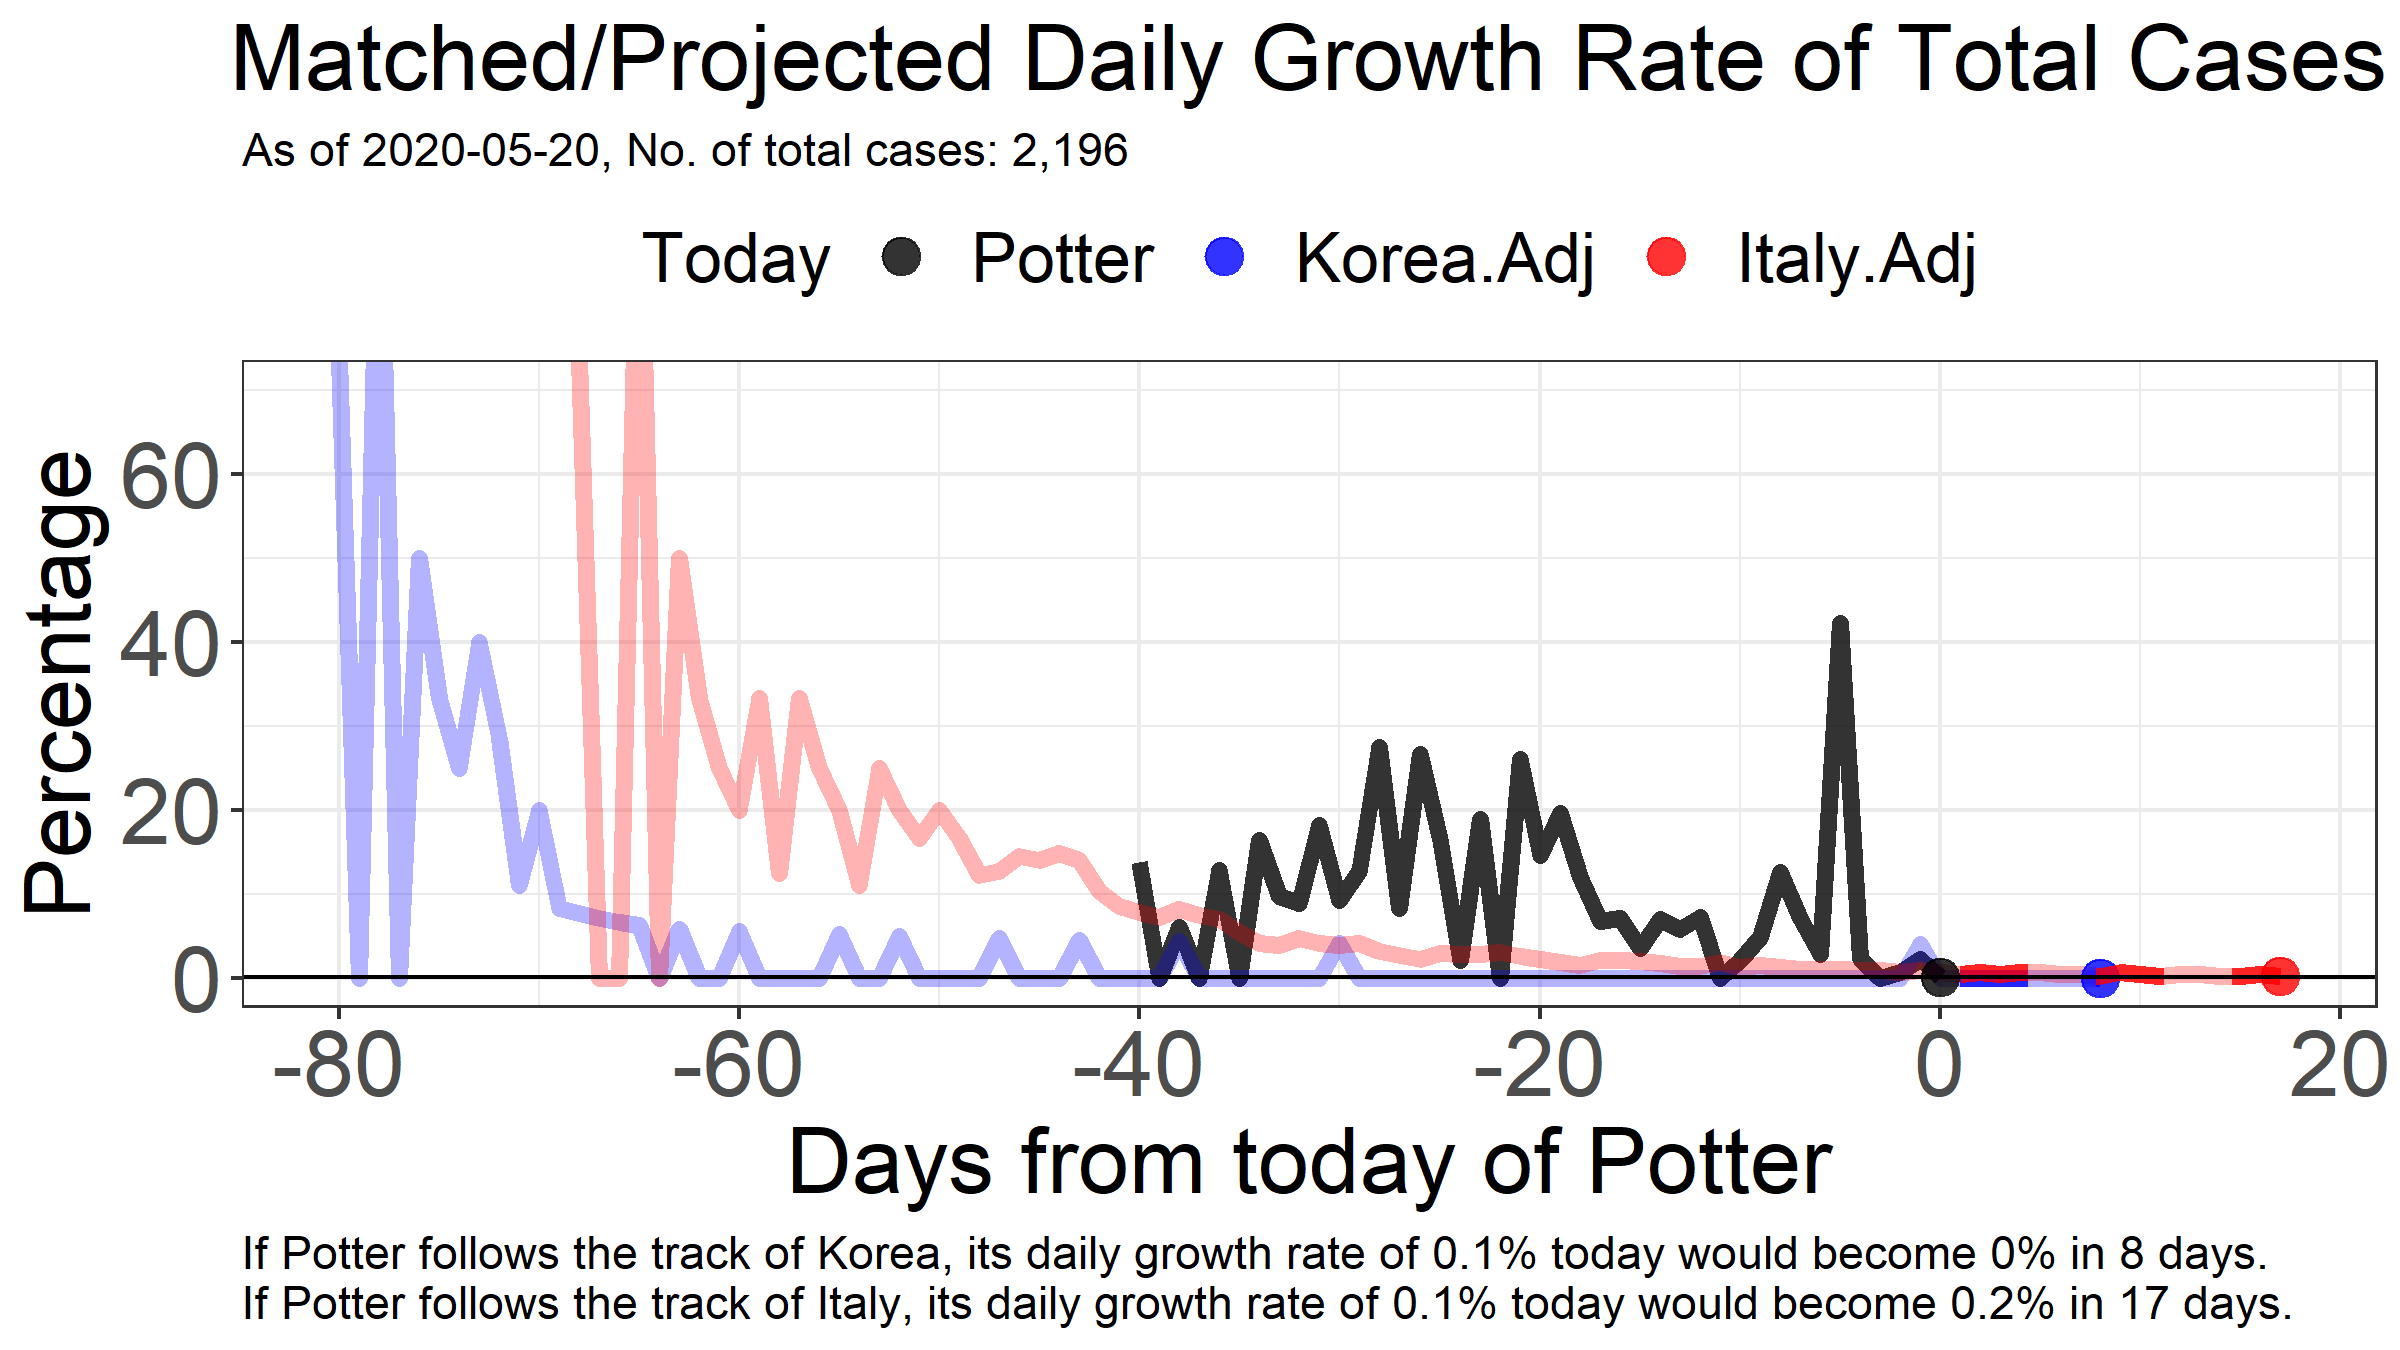 Matched/Projected Daily Growth Rate of Total Cases
As of 2020-05-20, No. of total cases: 2,196
Today Potter Korea.Adj Italy.Adj
Percentage
60
40
20
0
-80 -60 -40 -20 0 20
Days from today of Potter
If Potter follows the track of Korea, its daily growth rate of 0.1% today would become 0% in 8 days.
If Potter follows the track of Italy, its daily growth rate of 0.1% today would become 0.2% in 17 days.